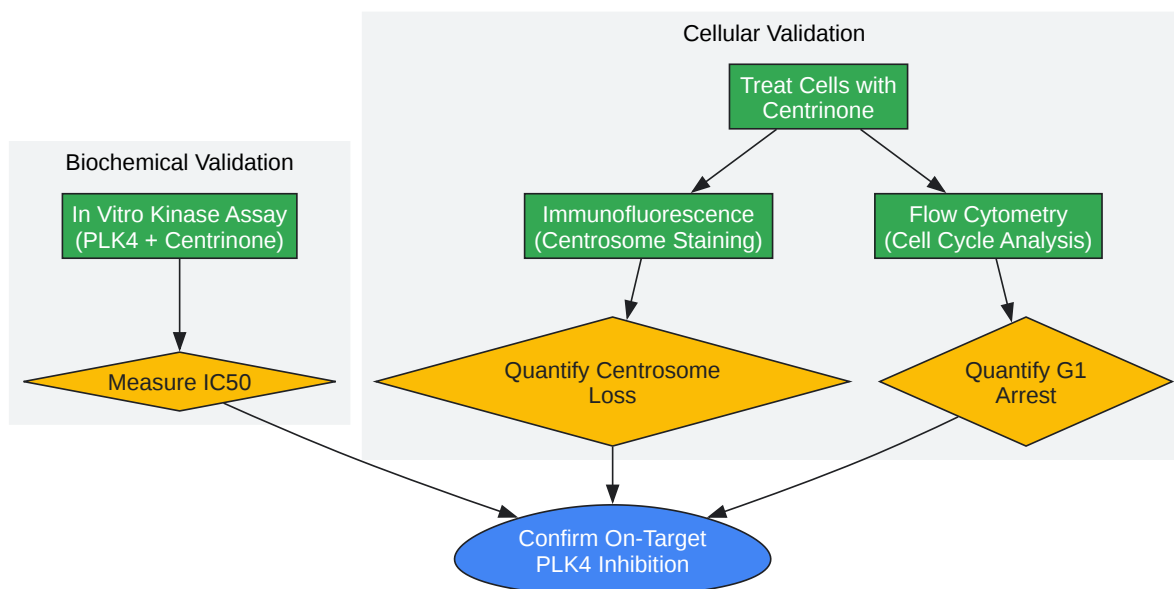 Cellular Validation
Treat Cells with
Centrinone
Biochemical Validation
In Vitro Kinase Assay
(PLK4 + Centrinone)
Immunofluorescence
(Centrosome Staining)
Flow Cytometry
(Cell Cycle Analysis)
Measure IC50
Quantify Centrosome
Loss
Quantify G1
Arrest
Confirm On-Target
PLK4 Inhibition